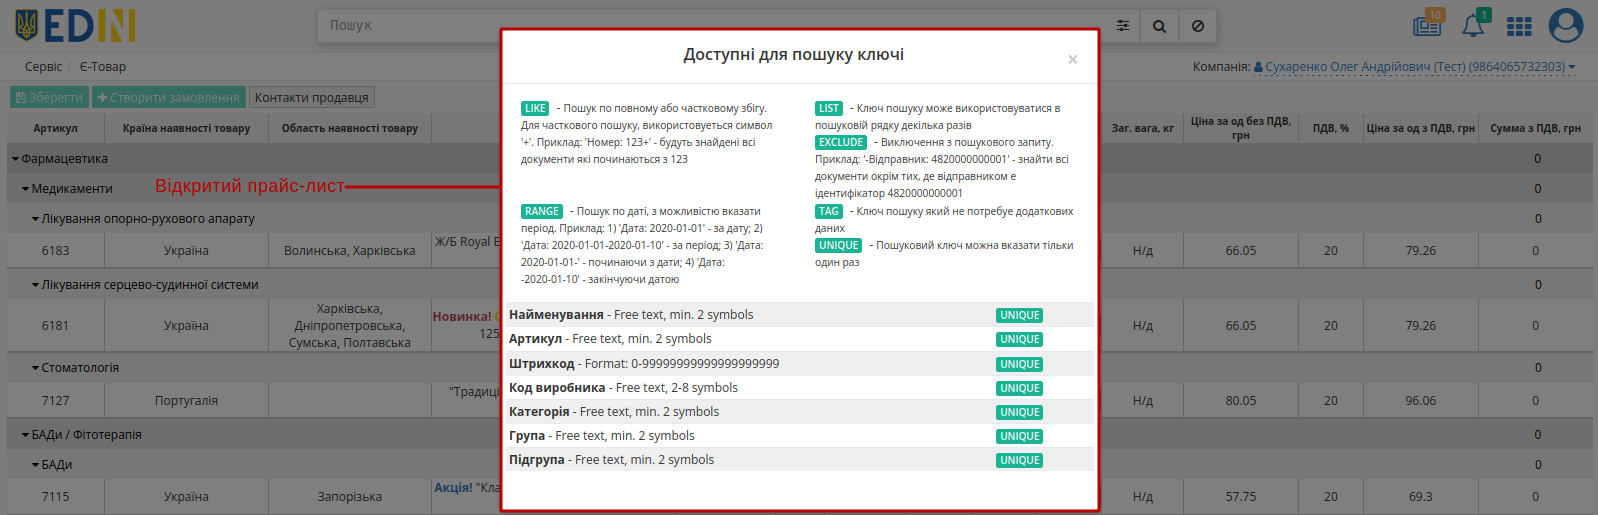 EDIN
Пошук
10
1
Доступні для пошуку ключі
×
Сервіс / Є-Товар
Компанія: Сухаренко Олег Андрійович (Тест) (9864065732303)
Зберегти
Створити замовлення
Контакти продавця
LIKE - Пошук по повному або частковому збігу.
Для часткового пошуку, використовується символ
'+'. Приклад: 'Номер: 123+' - будуть знайдені всі
документи які починаються з 123
LIST - Ключ пошуку може використовуватися в
пошуковій рядку декілька разів
EXCLUDE - Виключення з пошукового запиту.
Приклад: '-Відправник: 4820000000001' - знайти всі
документи окрім тих, де відправником є
ідентифікатор 4820000000001
RANGE - Пошук по даті, з можливістю вказати
період. Приклад: 1) 'Дата: 2020-01-01' - за дату; 2)
'Дата: 2020-01-01-2020-01-10' - за період; 3) 'Дата:
2020-01-01-' - починаючи з дати; 4) 'Дата:
-2020-01-10' - закінчуючи датою
TAG - Ключ пошуку який не потребує додаткових
даних
UNIQUE - Пошуковий ключ можна вказати тільки
один раз
Найменування - Free text, min. 2 symbols UNIQUE
Артикул - Free text, min. 2 symbols UNIQUE
Штрихкод - Format: 0-99999999999999999999 UNIQUE
Код виробника - Free text, 2-8 symbols UNIQUE
Категорія - Free text, min. 2 symbols UNIQUE
Група - Free text, min. 2 symbols UNIQUE
Підгрупа - Free text, min. 2 symbols UNIQUE
Артикул Країна наявності товару Область наявності товару Заг. вага, кг Ціна за од без ПДВ, ПДВ, % Ціна за од з ПДВ, грн Сумма з ПДВ, грн
грн
Фармацевтика 0
Медикаменти 0
Відкритий прайс-лист
Лікування опорно-рухового апарату 0
6183 Україна Волинська, Харківська Ж/Б Royal Н/д 66.05 20 79.26 0
Лікування серцево-судинної системи 0
6181 Україна Харківська, Новинка! Н/д 66.05 20 79.26 0
Дніпропетровська, 125
Сумська, Полтавська
Стоматологія 0
7127 Португалія "Традиці Н/д 80.05 20 96.06 0
БАДи / Фітотерапія 0
БАДи 0
7115 Україна Запорізька Акція! "Кла Н/д 57.75 20 69.3 0